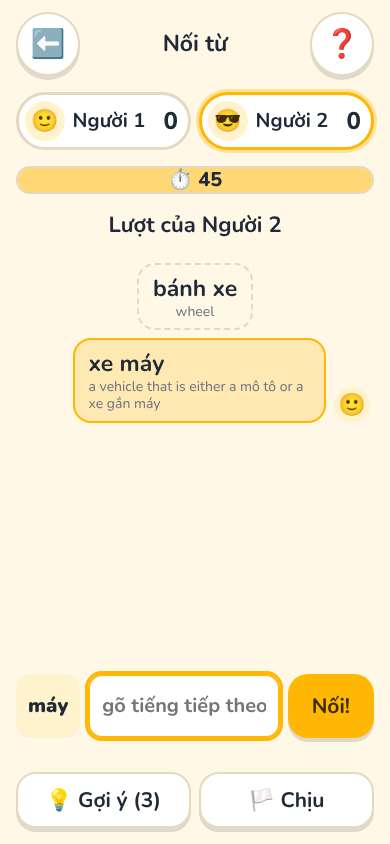 Nối từ
Người 1 0
Người 2 0
45
Lượt của Người 2
bánh xe
wheel
xe máy
a vehicle that is either a mô tô or a
xe gắn máy
máy
gõ tiếng tiếp theo
Nối!
Gợi ý (3)
Chịu